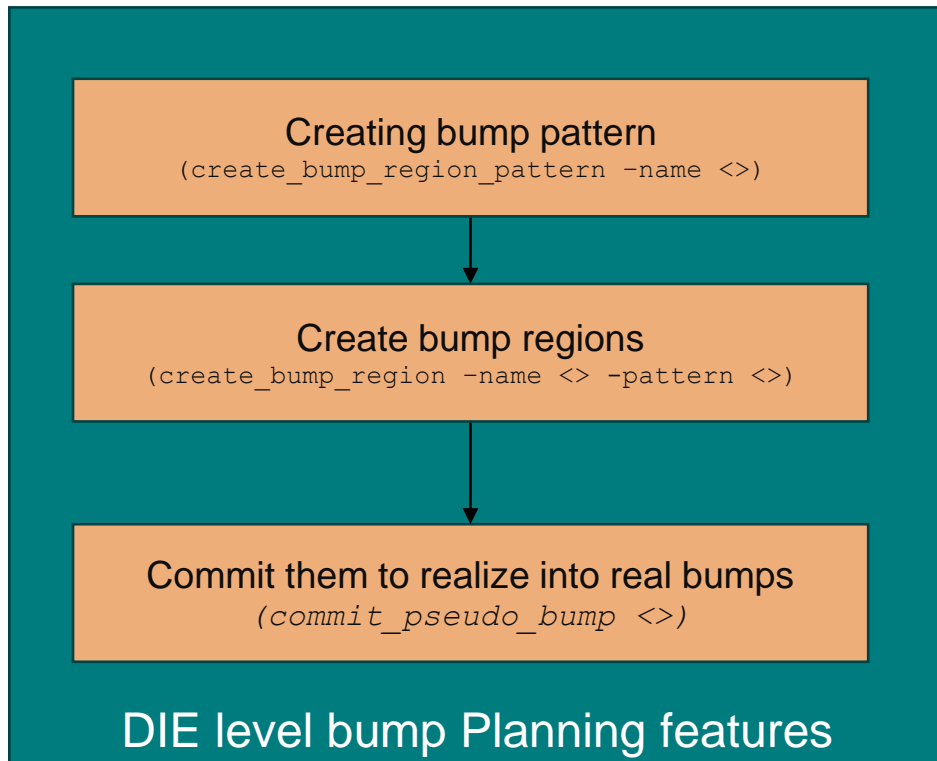 Creating bump pattern
(create_bump_region_pattern –name <>)
Create bump regions
(create_bump_region –name <> -pattern <>)
Commit them to realize into real bumps
(commit_pseudo_bump <>)
DIE level bump Planning features